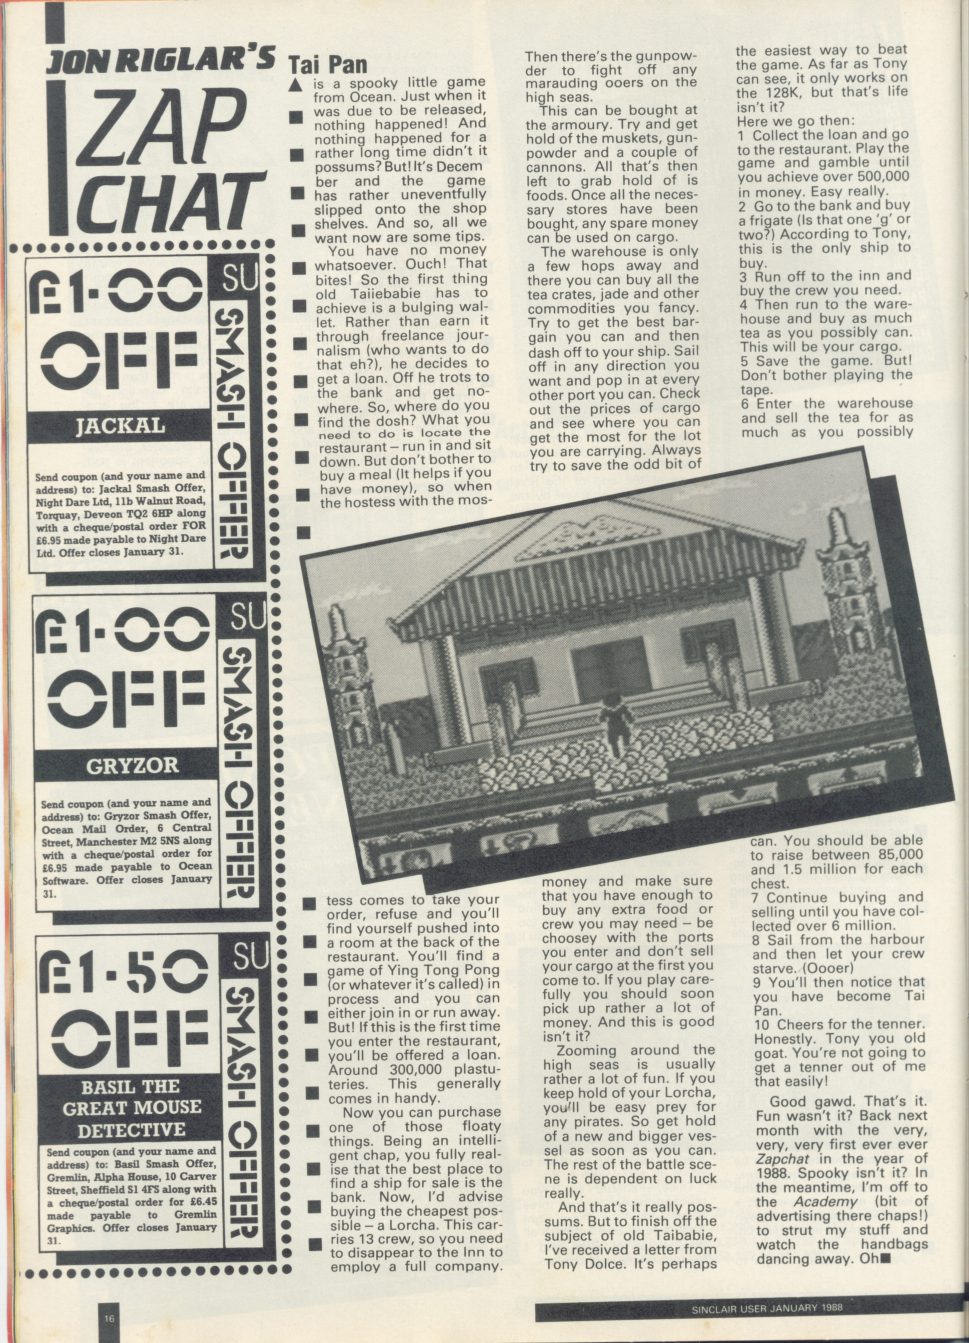 JON RIGLAR'S
ZAP
CHAT
£1·00
OFF
SU
SMASH OFFER
JACKAL
Send coupon (and your name and
address) to: Jackal Smash Offer,
Night Dare Ltd, 11b Walnut Road,
Torquay, Deveon TQ2 6HP along
with a cheque/postal order FOR
£6.95 made payable to Night Dare
Ltd. Offer closes January 31.
£1·00
OFF
SU
SMASH OFFER
GRYZOR
Send coupon (and your name and
address) to: Gryzor Smash Offer,
Ocean Mail Order, 6 Central
Street, Manchester M2 5NS along
with a cheque/postal order for
£6.95 made payable to Ocean
Software. Offer closes January
31.
£1·50
OFF
SU
SMASH OFFER
BASIL THE
GREAT MOUSE
DETECTIVE
Send coupon (and your name and
address) to: Basil Smash Offer,
Gremlin, Alpha House, 10 Carver
Street, Sheffield S1 4FS along with
a cheque/postal order for £6.45
made payable to Gremlin
Graphics. Offer closes January
31.
Tai Pan
is a spooky little game
from Ocean. Just when it
was due to be released,
nothing happened! And
nothing happened for a
rather long time didn't it
possums? But! It's Decem
ber and the game
has rather uneventfully
slipped onto the shop
shelves. And so, all we
want now are some tips.
You have no money
whatsoever. Ouch! That
bites! So the first thing
old Taiiebabie has to
achieve is a bulging wal-
let. Rather than earn it
through freelance jour-
nalism (who wants to do
that eh?), he decides to
get a loan. Off he trots to
the bank and get no-
where. So, where do you
find the dosh? What you
need to do is locate the
restaurant – run in and sit
down. But don't bother to
buy a meal (It helps if you
have money), so when
the hostess with the mos-
tess comes to take your
order, refuse and you'll
find yourself pushed into
a room at the back of the
restaurant. You'll find a
game of Ying Tong Pong
(or whatever it's called) in
process and you can
either join in or run away.
But! If this is the first time
you enter the restaurant,
you'll be offered a loan.
Around 300,000 plastu-
teries. This generally
comes in handy.
Now you can purchase
one of those floaty
things. Being an intelli-
gent chap, you fully real-
ise that the best place to
find a ship for sale is the
bank. Now, I'd advise
buying the cheapest pos-
sible – a Lorcha. This car-
ries 13 crew, so you need
to disappear to the Inn to
employ a full company.
Then there's the gunpow-
der to fight off any
marauding ooers on the
high seas.
This can be bought at
the armoury. Try and get
hold of the muskets, gun-
powder and a couple of
cannons. All that's then
left to grab hold of is
foods. Once all the neces-
sary stores have been
bought, any spare money
can be used on cargo.
The warehouse is only
a few hops away and
there you can buy all the
tea crates, jade and other
commodities you fancy.
Try to get the best bar-
gain you can and then
dash off to your ship. Sail
off in any direction you
want and pop in at every
other port you can. Check
out the prices of cargo
and see where you can
get the most for the lot
you are carrying. Always
try to save the odd bit of
money and make sure
that you have enough to
buy any extra food or
crew you may need – be
choosey with the ports
you enter and don't sell
your cargo at the first you
come to. If you play care-
fully you should soon
pick up rather a lot of
money. And this is good
isn't it?
Zooming around the
high seas is usually
rather a lot of fun. If you
keep hold of your Lorcha,
you'll be easy prey for
any pirates. So get hold
of a new and bigger ves-
sel as soon as you can.
The rest of the battle sce-
ne is dependent on luck
really.
And that's it really pos-
sums. But to finish off the
subject of old Taibabie,
I've received a letter from
Tony Dolce. It's perhaps
the easiest way to beat
the game. As far as Tony
can see, it only works on
the 128K, but that's life
isn't it?
Here we go then:
1 Collect the loan and go
to the restaurant. Play the
game and gamble until
you achieve over 500,000
in money. Easy really.
2 Go to the bank and buy
a frigate (Is that one 'g' or
two?) According to Tony,
this is the only ship to
buy.
3 Run off to the inn and
buy the crew you need.
4 Then run to the ware-
house and buy as much
tea as you possibly can.
This will be your cargo.
5 Save the game. But!
Don't bother playing the
tape.
6 Enter the warehouse
and sell the tea for as
much as you possibly
can. You should be able
to raise between 85,000
and 1.5 million for each
chest.
7 Continue buying and
selling until you have col-
lected over 6 million.
8 Sail from the harbour
and then let your crew
starve. (Oooer)
9 You'll then notice that
you have become Tai
Pan.
10 Cheers for the tenner.
Honestly. Tony you old
goat. You're not going to
get a tenner out of me
that easily!
Good gawd. That's it.
Fun wasn't it? Back next
month with the very,
very, very first ever ever
Zapchat in the year of
1988. Spooky isn't it? In
the meantime, I'm off to
the Academy (bit of
advertising there chaps!)
to strut my stuff and
watch the handbags
dancing away. Oh■
16
SINCLAIR USER JANUARY 1988